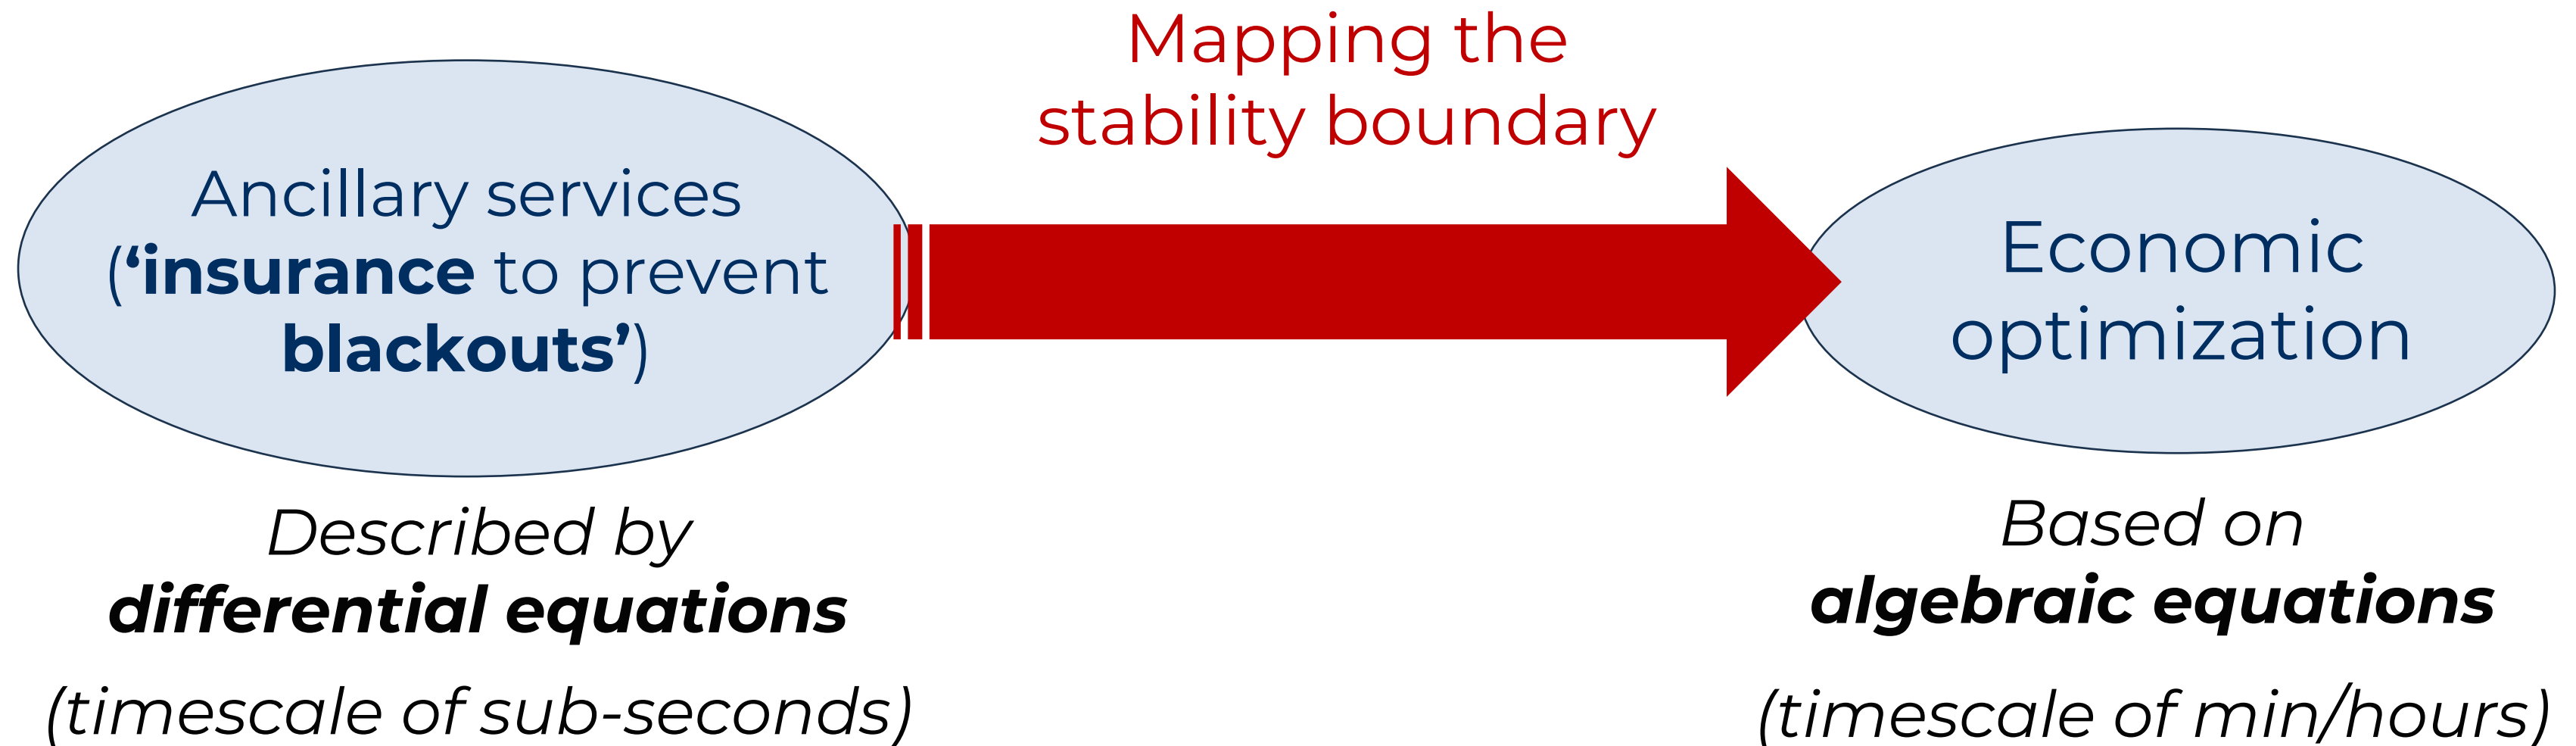 Mapping the
stability boundary
Ancillary services
(‘insurance to prevent
blackouts’)
Economic
optimization
Described by
differential equations
(timescale of sub-seconds)
Based on
algebraic equations
(timescale of min/hours)